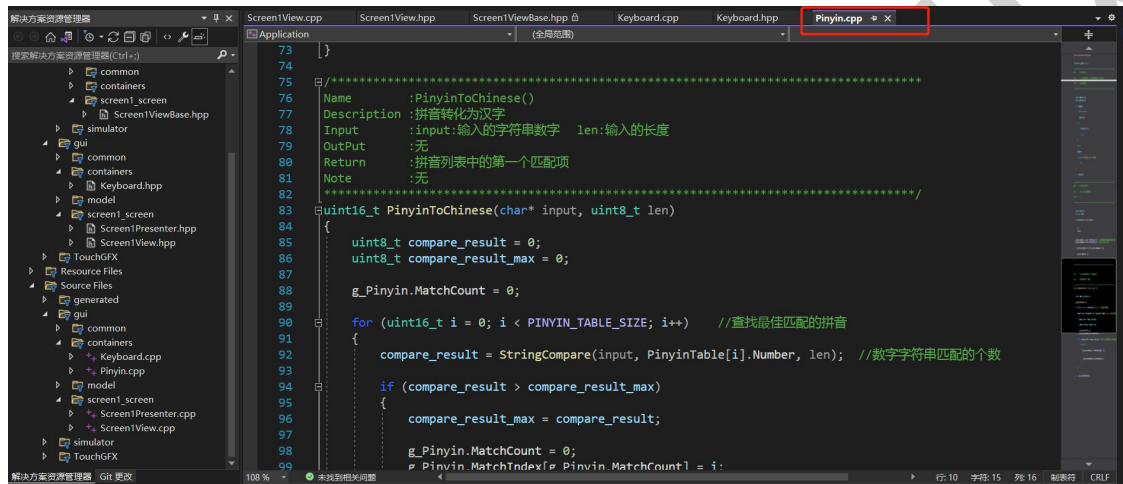 解决方案资源管理器
搜索解决方案资源管理器(Ctrl+;)
common
containers
screen1_screen
Screen1ViewBase.hpp
simulator
gui
common
containers
Keyboard.hpp
model
screen1_screen
Screen1Presenter.hpp
Screen1View.hpp
TouchGFX
Resource Files
Source Files
generated
gui
common
containers
Keyboard.cpp
Pinyin.cpp
model
screen1_screen
Screen1Presenter.cpp
Screen1View.cpp
simulator
TouchGFX
解决方案资源管理器 Git 更改
Screen1View.cpp Screen1View.hpp Screen1ViewBase.hpp Keyboard.cpp Keyboard.hpp Pinyin.cpp
Application (全局范围)
73 }
74
75 /************************************************************************************
76 Name :PinyinToChinese()
77 Description :拼音转化为汉字
78 Input :input:输入的字符串数字 len:输入的长度
79 OutPut :无
80 Return :拼音列表中的第一个匹配项
81 Note :无
82 ************************************************************************************/
83 uint16_t PinyinToChinese(char* input, uint8_t len)
84 {
85 uint8_t compare_result = 0;
86 uint8_t compare_result_max = 0;
87
88 g_Pinyin.MatchCount = 0;
89
90 for (uint16_t i = 0; i < PINYIN_TABLE_SIZE; i++) //查找最佳匹配的拼音
91 {
92 compare_result = StringCompare(input, PinyinTable[i].Number, len); //数字字符串匹配的个数
93
94 if (compare_result > compare_result_max)
95 {
96 compare_result_max = compare_result;
97
98 g_Pinyin.MatchCount = 0;
99 g_Pinyin.MatchIndex[g_Pinyin.MatchCount] = i;
108 % 未找到相关问题 行: 10 字符: 15 列: 16 制表符 CRLF